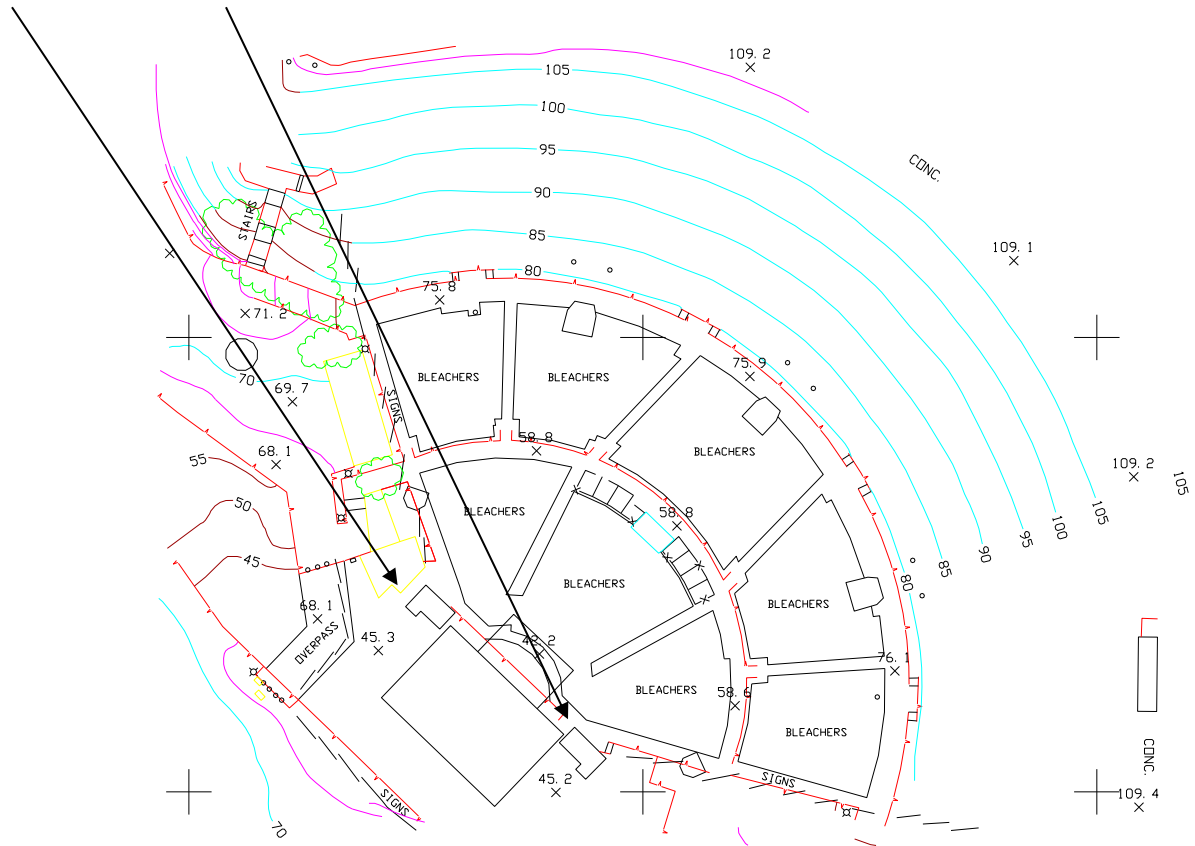 109. 2
105
100
CONC.
95
90
STAIRS
85
109. 1
80
75. 8
71. 2
75. 9
70
BLEACHERS
BLEACHERS
69. 7
SIGNS
58. 8
BLEACHERS
55
68. 1
109. 2
105
50
BLEACHERS
58. 8
105
100
95
90
45
85
80
BLEACHERS
68. 1
BLEACHERS
OVERPASS
45. 3
42. 2
76. 1
BLEACHERS
58. 6
BLEACHERS
CONC.
45. 2
SIGNS
SIGNS
109. 4
70